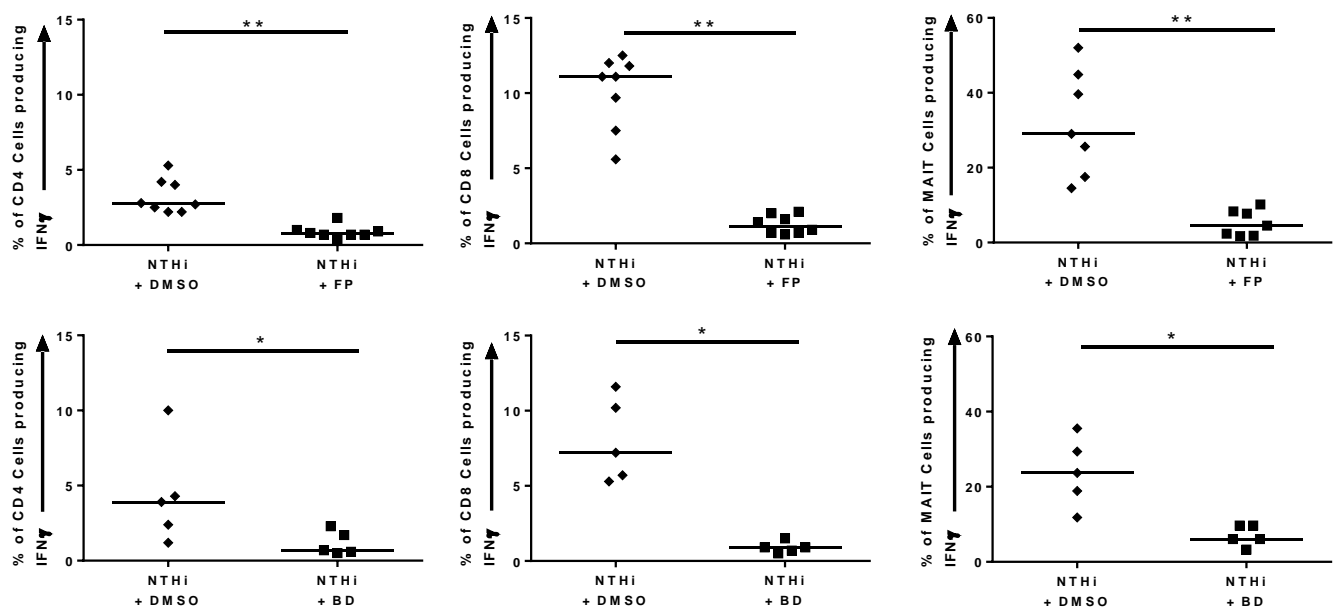 % of CD4 Cells producing
IFNγ
15
10
5
0
**
NTHi
+ DMSO
NTHi
+ FP
% of CD8 Cells producing
IFNγ
15
10
5
0
**
NTHi
+ DMSO
NTHi
+ FP
% of MAIT Cells producing
IFNγ
60
40
20
0
**
NTHi
+ DMSO
NTHi
+ FP
% of CD4 Cells producing
IFNγ
15
10
5
0
*
NTHi
+ DMSO
NTHi
+ BD
% of CD8 Cells producing
IFNγ
15
10
5
0
*
NTHi
+ DMSO
NTHi
+ BD
% of MAIT Cells producing
IFNγ
60
40
20
0
*
NTHi
+ DMSO
NTHi
+ BD